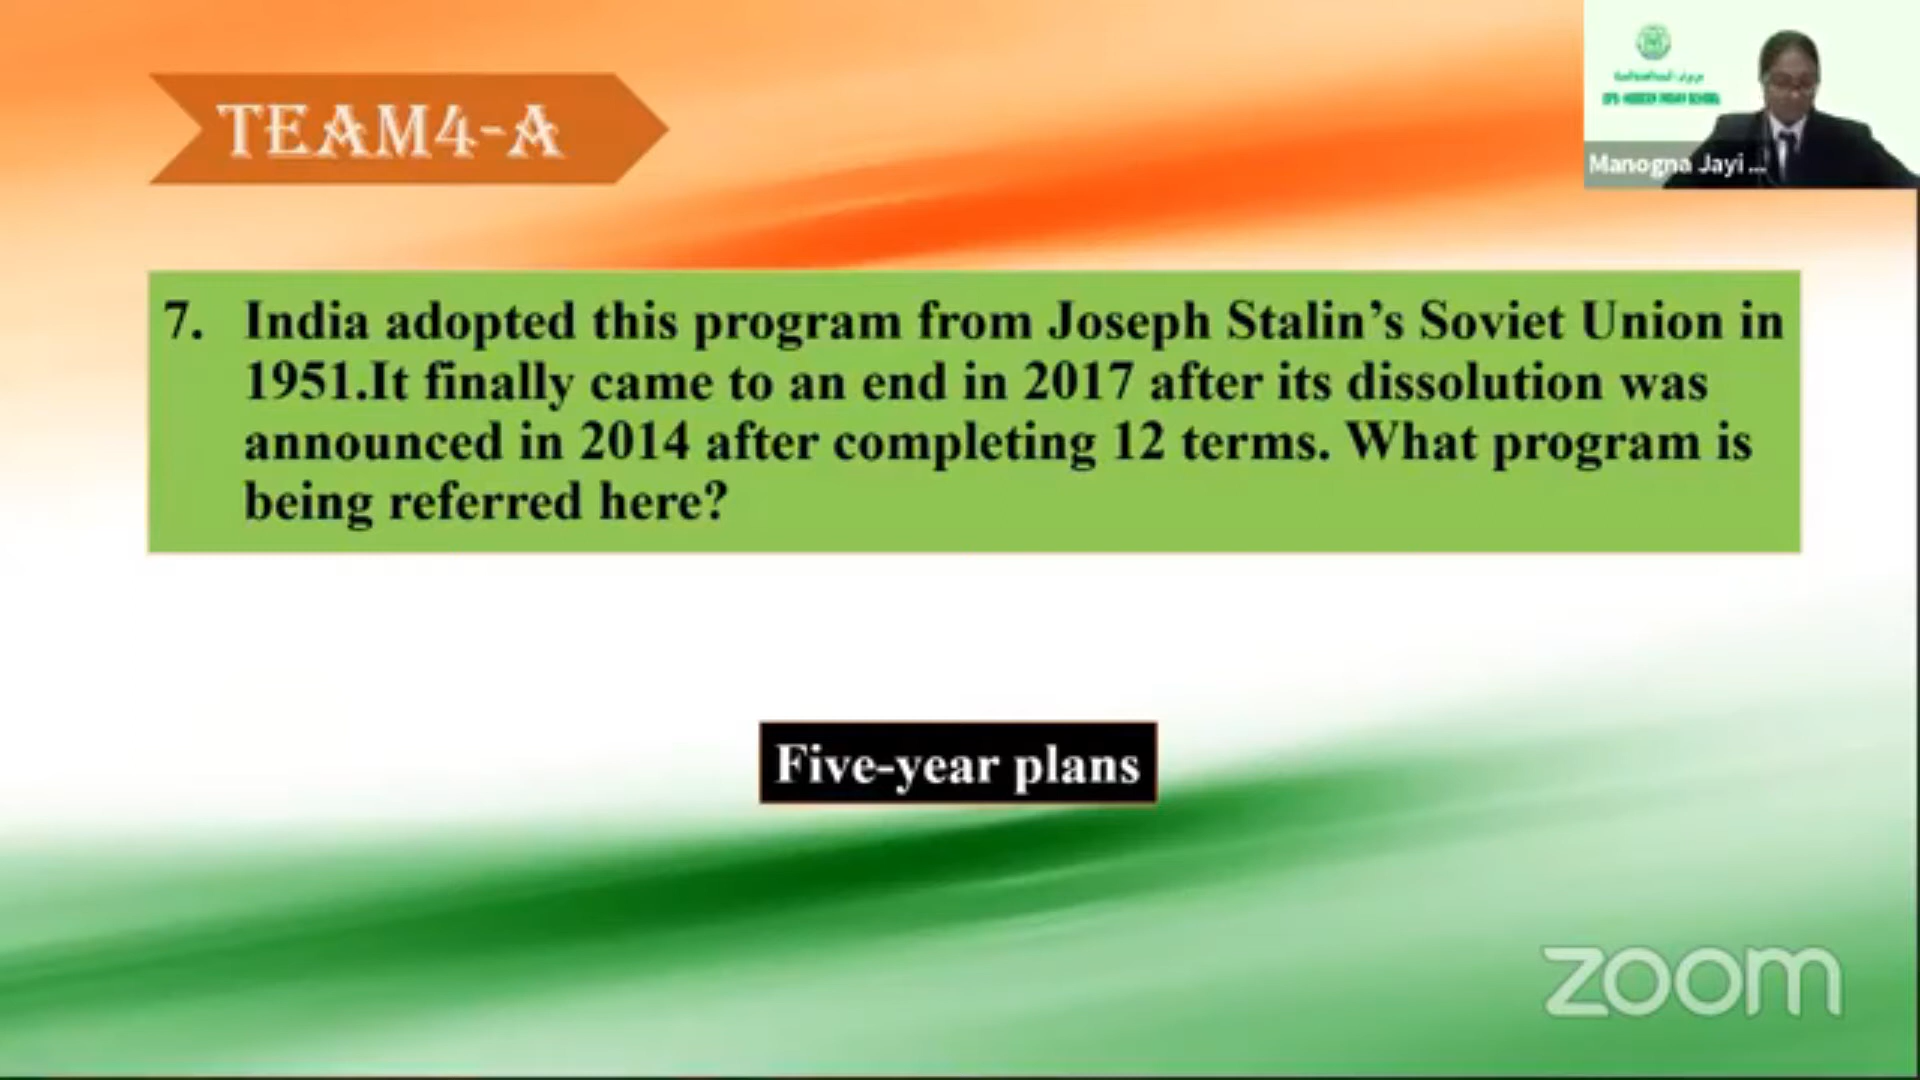 TEAM4-A
7. India adopted this program from Joseph Stalin's Soviet Union in
1951.It finally came to an end in 2017 after its dissolution was
announced in 2014 after completing 12 terms. What program is
being referred here?
Five-year plans
Manogna Jayi...
zoom